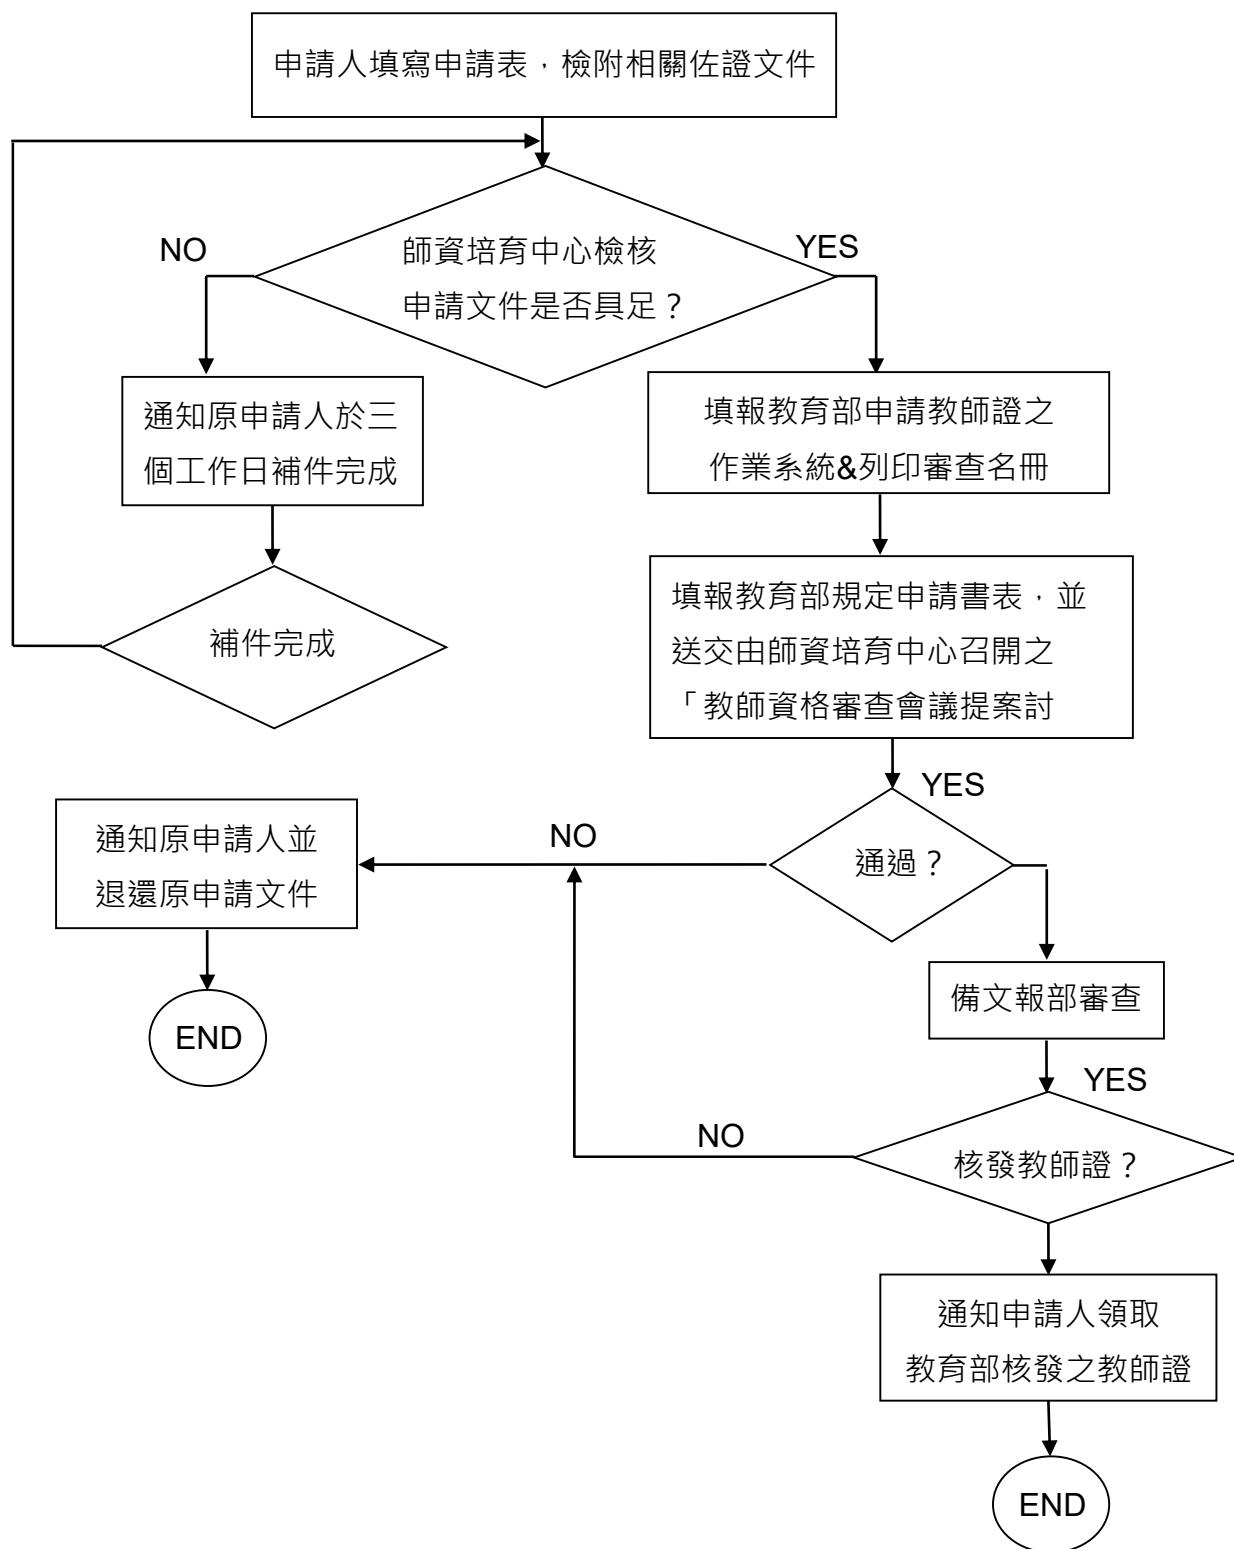 申請人填寫申請表，檢附相關佐證文件
NO
YES
師資培育中心檢核
申請文件是否具足？
通知原申請人於三
個工作日補件完成
填報教育部申請教師證之
作業系統&列印審查名冊
補件完成
填報教育部規定申請書表，並
送交由師資培育中心召開之
「教師資格審查會議提案討
YES
通過？
NO
通知原申請人並
退還原申請文件
END
備文報部審查
YES
NO
核發教師證？
通知申請人領取
教育部核發之教師證
END